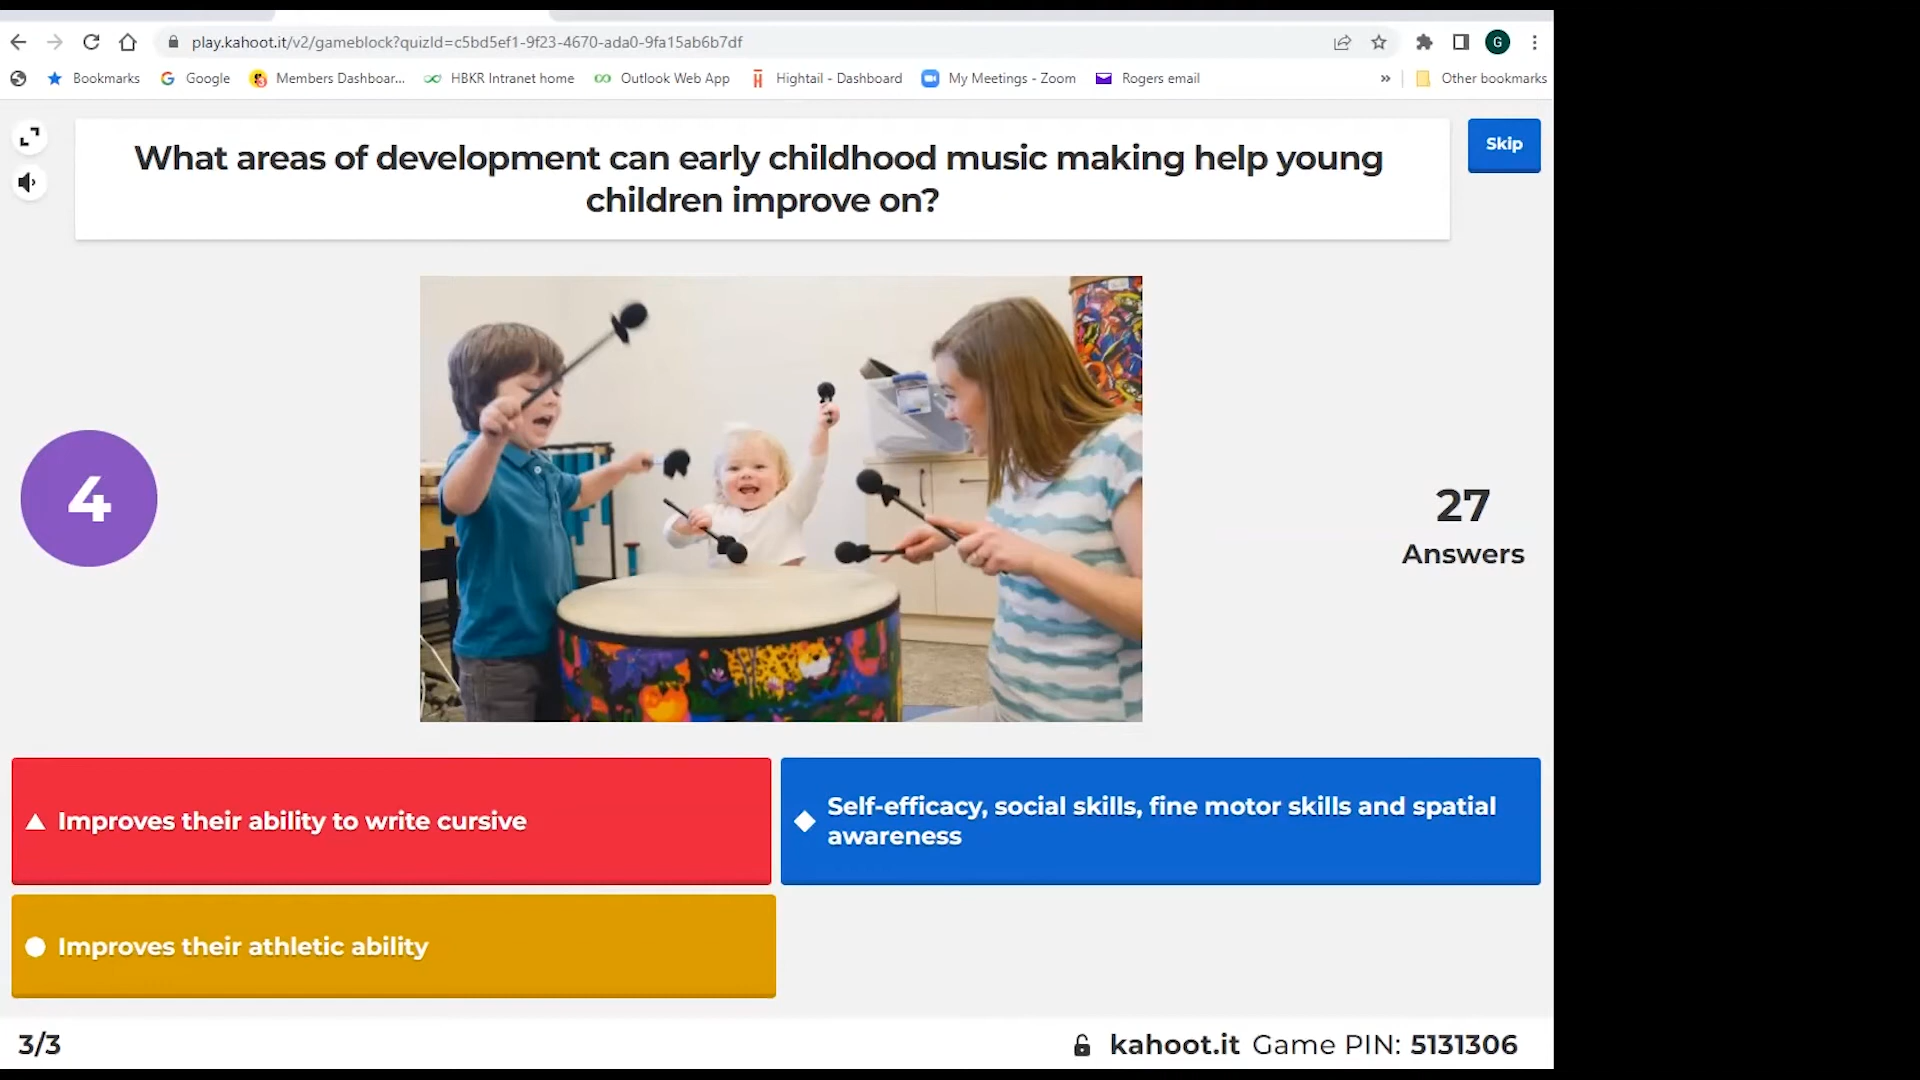 play.kahoot.it/v2/gameblock?quizId=c5bd5ef1-9f23-4670-ada0-9fa15ab6b7df
G
Bookmarks
Google
Members Dashboar...
HBKR Intranet home
Outlook Web App
Hightail - Dashboard
My Meetings - Zoom
Rogers email
»
Other bookmarks
What areas of development can early childhood music making help young
children improve on?
Skip
4
27
Answers
Improves their ability to write cursive
Self-efficacy, social skills, fine motor skills and spatial
awareness
Improves their athletic ability
3/3
kahoot.it Game PIN: 5131306